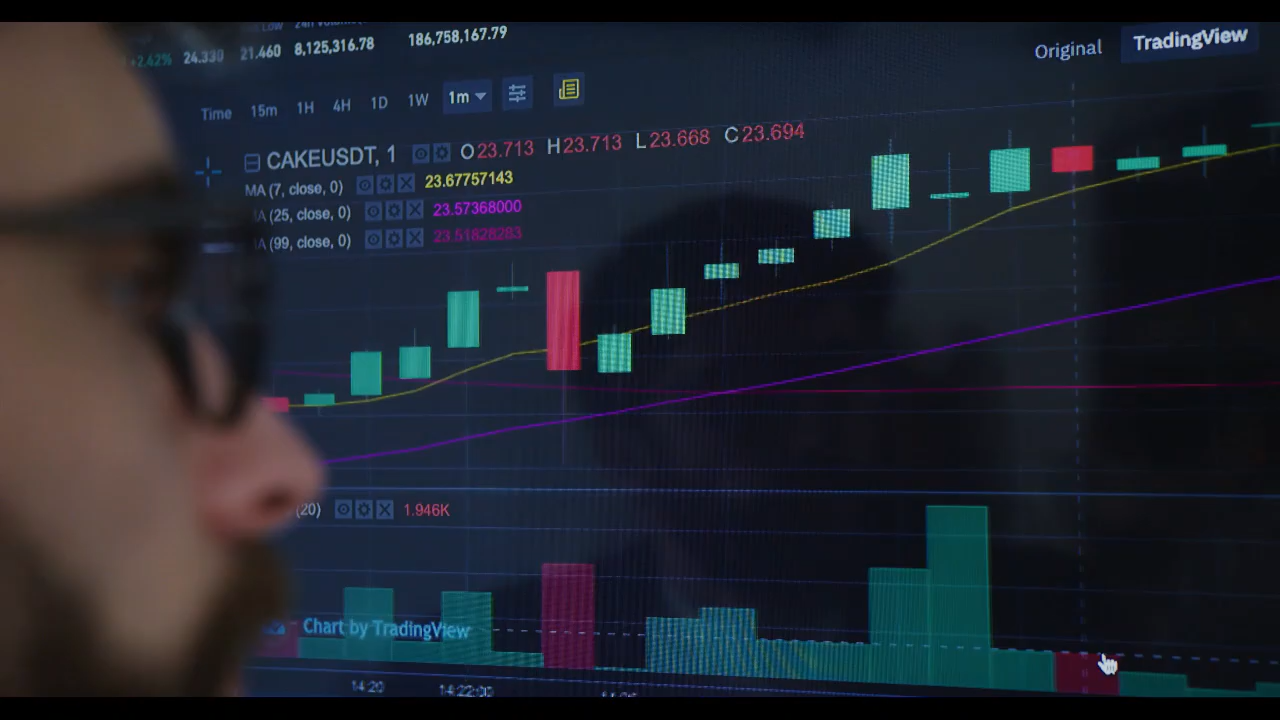 +2.42% 24.330 21.460 8,125,316.78 186,758,167.79
Original TradingView
Time 15m 1H 4H 1D 1W 1m
CAKEUSDT, 1 O23.713 H23.713 L23.668 C23.694
MA (7, close, 0) 23.67757143
(25, close, 0) 23.57368000
(99, close, 0) 23.51828283
(20) 1.946K
Chart by TradingView
14:20 14:22:00